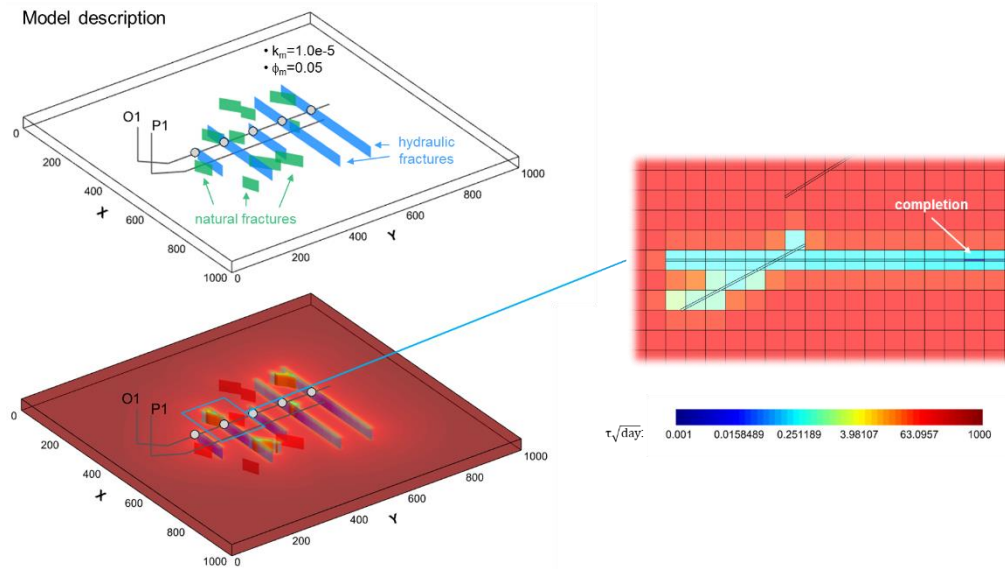 Model description
• kₘ=1.0e-5
• ϕₘ=0.05
O1
P1
hydraulic
fractures
natural fractures
0
200
400
600
800
1000
X
0
200
400
600
800
1000
Y
completion
O1
P1
0
200
400
600
800
1000
X
0
200
400
600
800
1000
Y
τ√day:
0.001
0.0158489
0.251189
3.98107
63.0957
1000